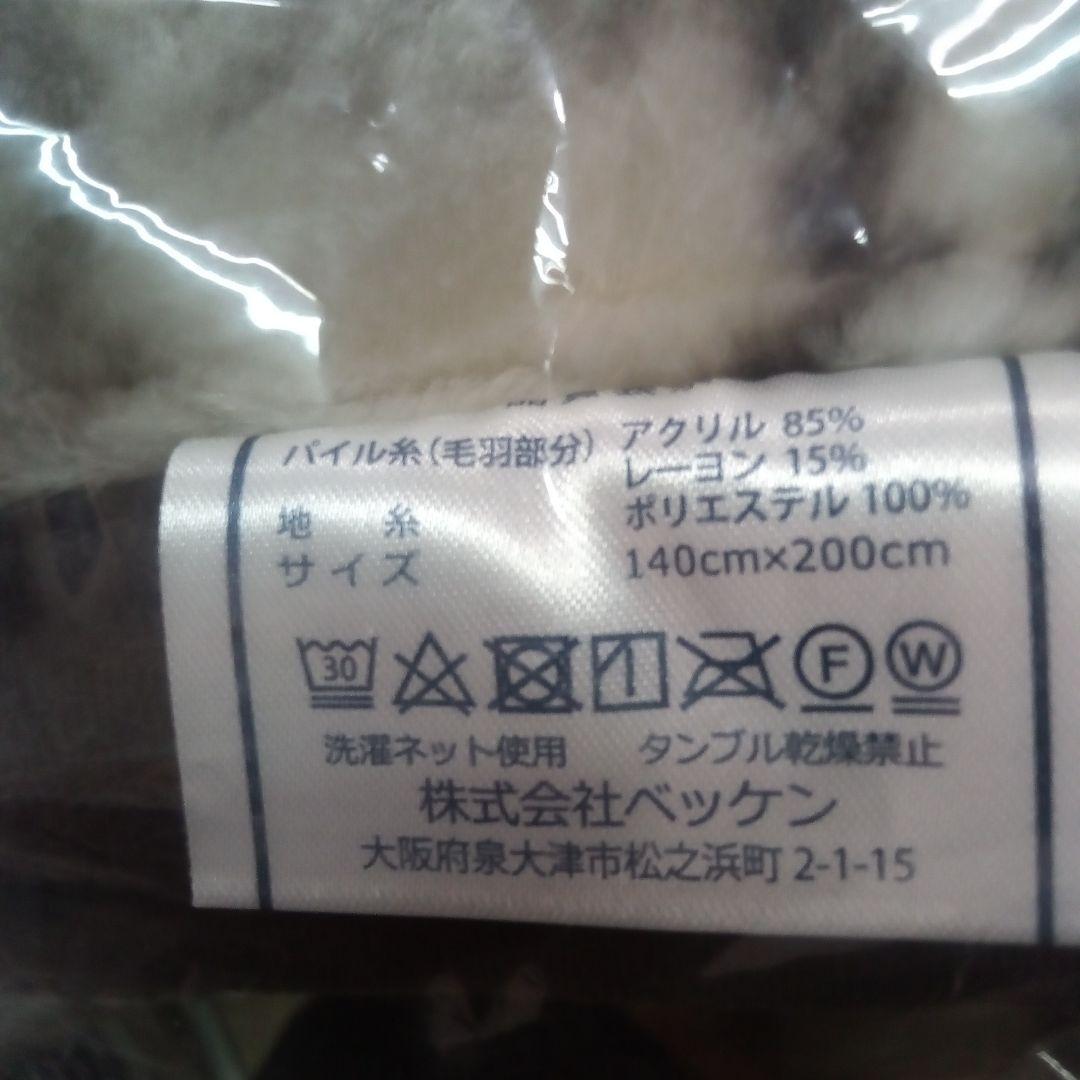 パイル糸(毛羽部分) アクリル 85%
レーヨン 15%
地 糸 ポリエステル 100%
サイズ 140cm×200cm
30 F W
洗濯ネット使用 タンブル乾燥禁止
株式会社ベッケン
大阪府泉大津市松之浜町 2-1-15